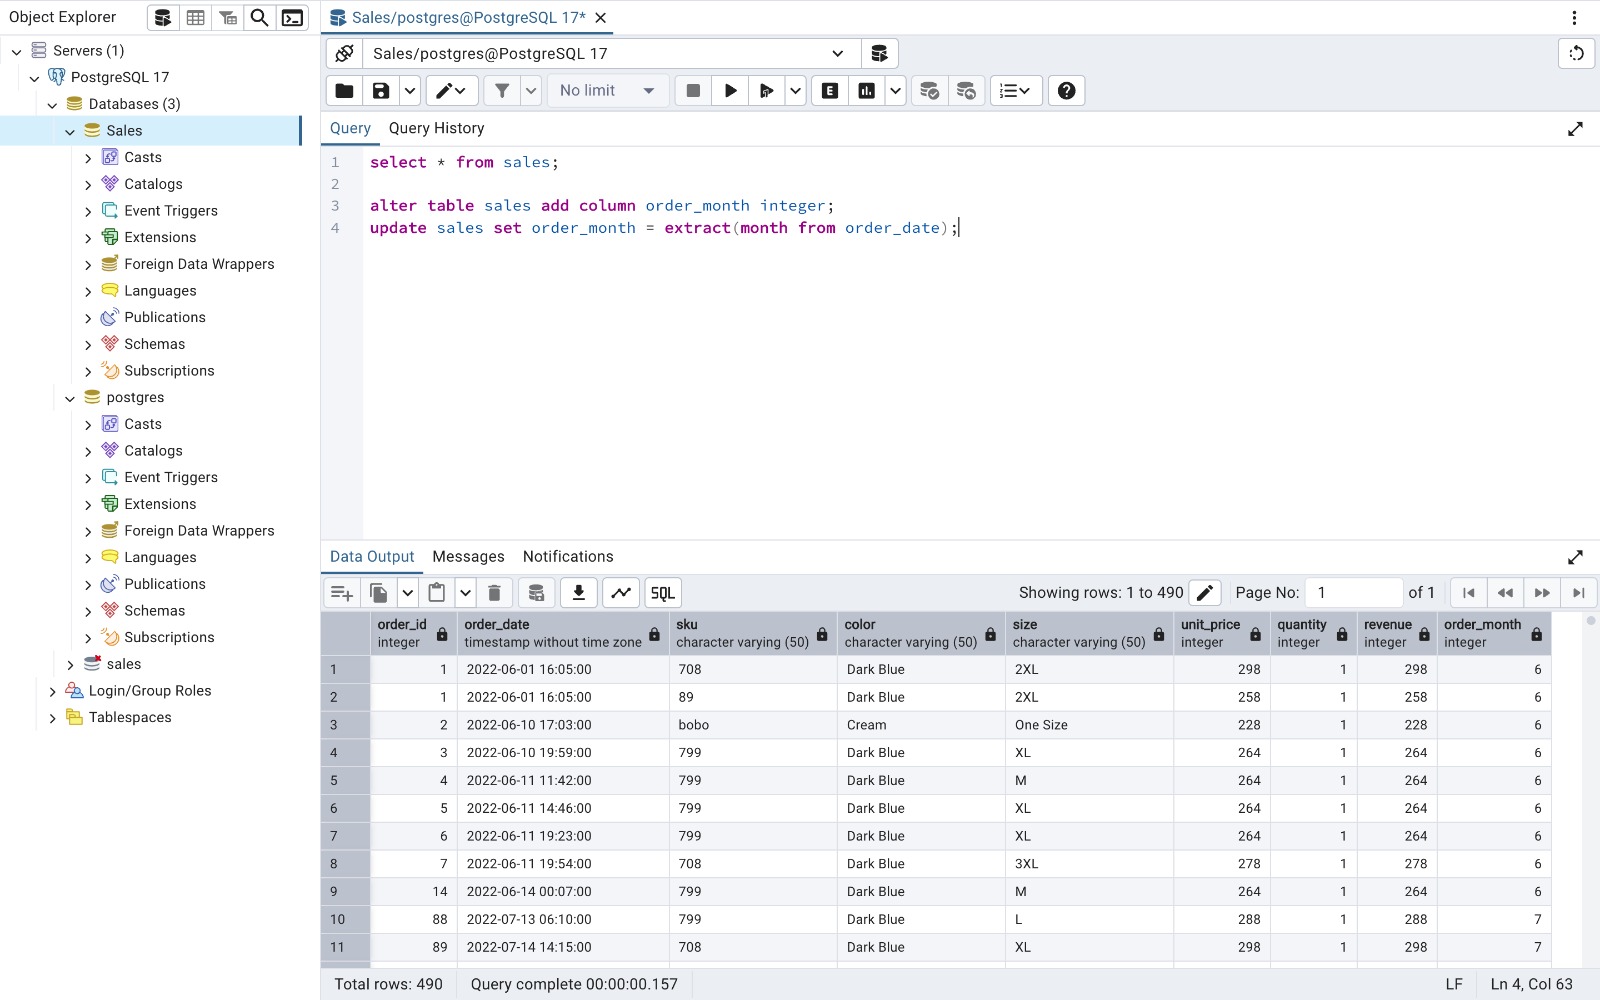 Object Explorer
Servers (1)
PostgreSQL 17
Databases (3)
Sales
Casts
Catalogs
Event Triggers
Extensions
Foreign Data Wrappers
Languages
Publications
Schemas
Subscriptions
postgres
Casts
Catalogs
Event Triggers
Extensions
Foreign Data Wrappers
Languages
Publications
Schemas
Subscriptions
sales
Login/Group Roles
Tablespaces
Sales/postgres@PostgreSQL 17*
Sales/postgres@PostgreSQL 17
No limit
E
Query Query History
1 select * from sales;
2
3 alter table sales add column order_month integer;
4 update sales set order_month = extract(month from order_date);
Data Output Messages Notifications
SQL Showing rows: 1 to 490 Page No: 1 of 1
order_id order_date sku color size unit_price quantity revenue order_month
integer timestamp without time zone character varying (50) character varying (50) character varying (50) integer integer integer integer
1 1 2022-06-01 16:05:00 708 Dark Blue 2XL 298 1 298 6
2 1 2022-06-01 16:05:00 89 Dark Blue 2XL 258 1 258 6
3 2 2022-06-10 17:03:00 bobo Cream One Size 228 1 228 6
4 3 2022-06-10 19:59:00 799 Dark Blue XL 264 1 264 6
5 4 2022-06-11 11:42:00 799 Dark Blue M 264 1 264 6
6 5 2022-06-11 14:46:00 799 Dark Blue XL 264 1 264 6
7 6 2022-06-11 19:23:00 799 Dark Blue XL 264 1 264 6
8 7 2022-06-11 19:54:00 708 Dark Blue 3XL 278 1 278 6
9 14 2022-06-14 00:07:00 799 Dark Blue M 264 1 264 6
10 88 2022-07-13 06:10:00 799 Dark Blue L 288 1 288 7
11 89 2022-07-14 14:15:00 708 Dark Blue XL 298 1 298 7
Total rows: 490 Query complete 00:00:00.157 LF Ln 4, Col 63